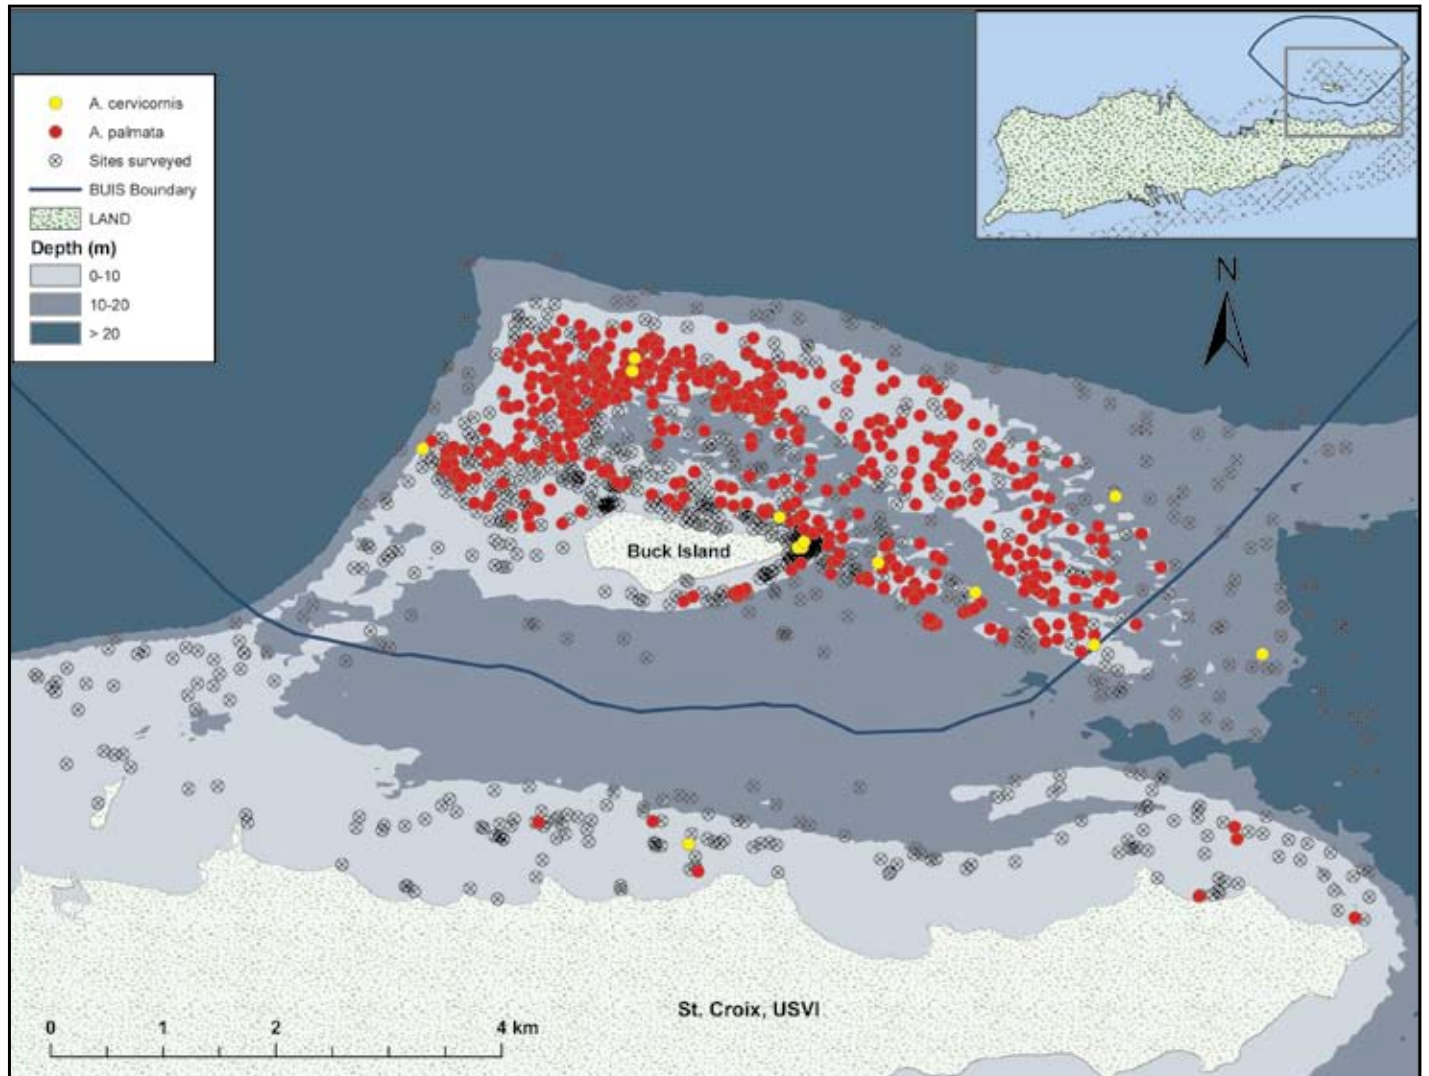 A. cervicornis
A. palmata
Sites surveyed
BUIS Boundary
LAND
Depth (m)
0-10
10-20
> 20
N
Buck Island
St. Croix, USVI
0 1 2 4 km